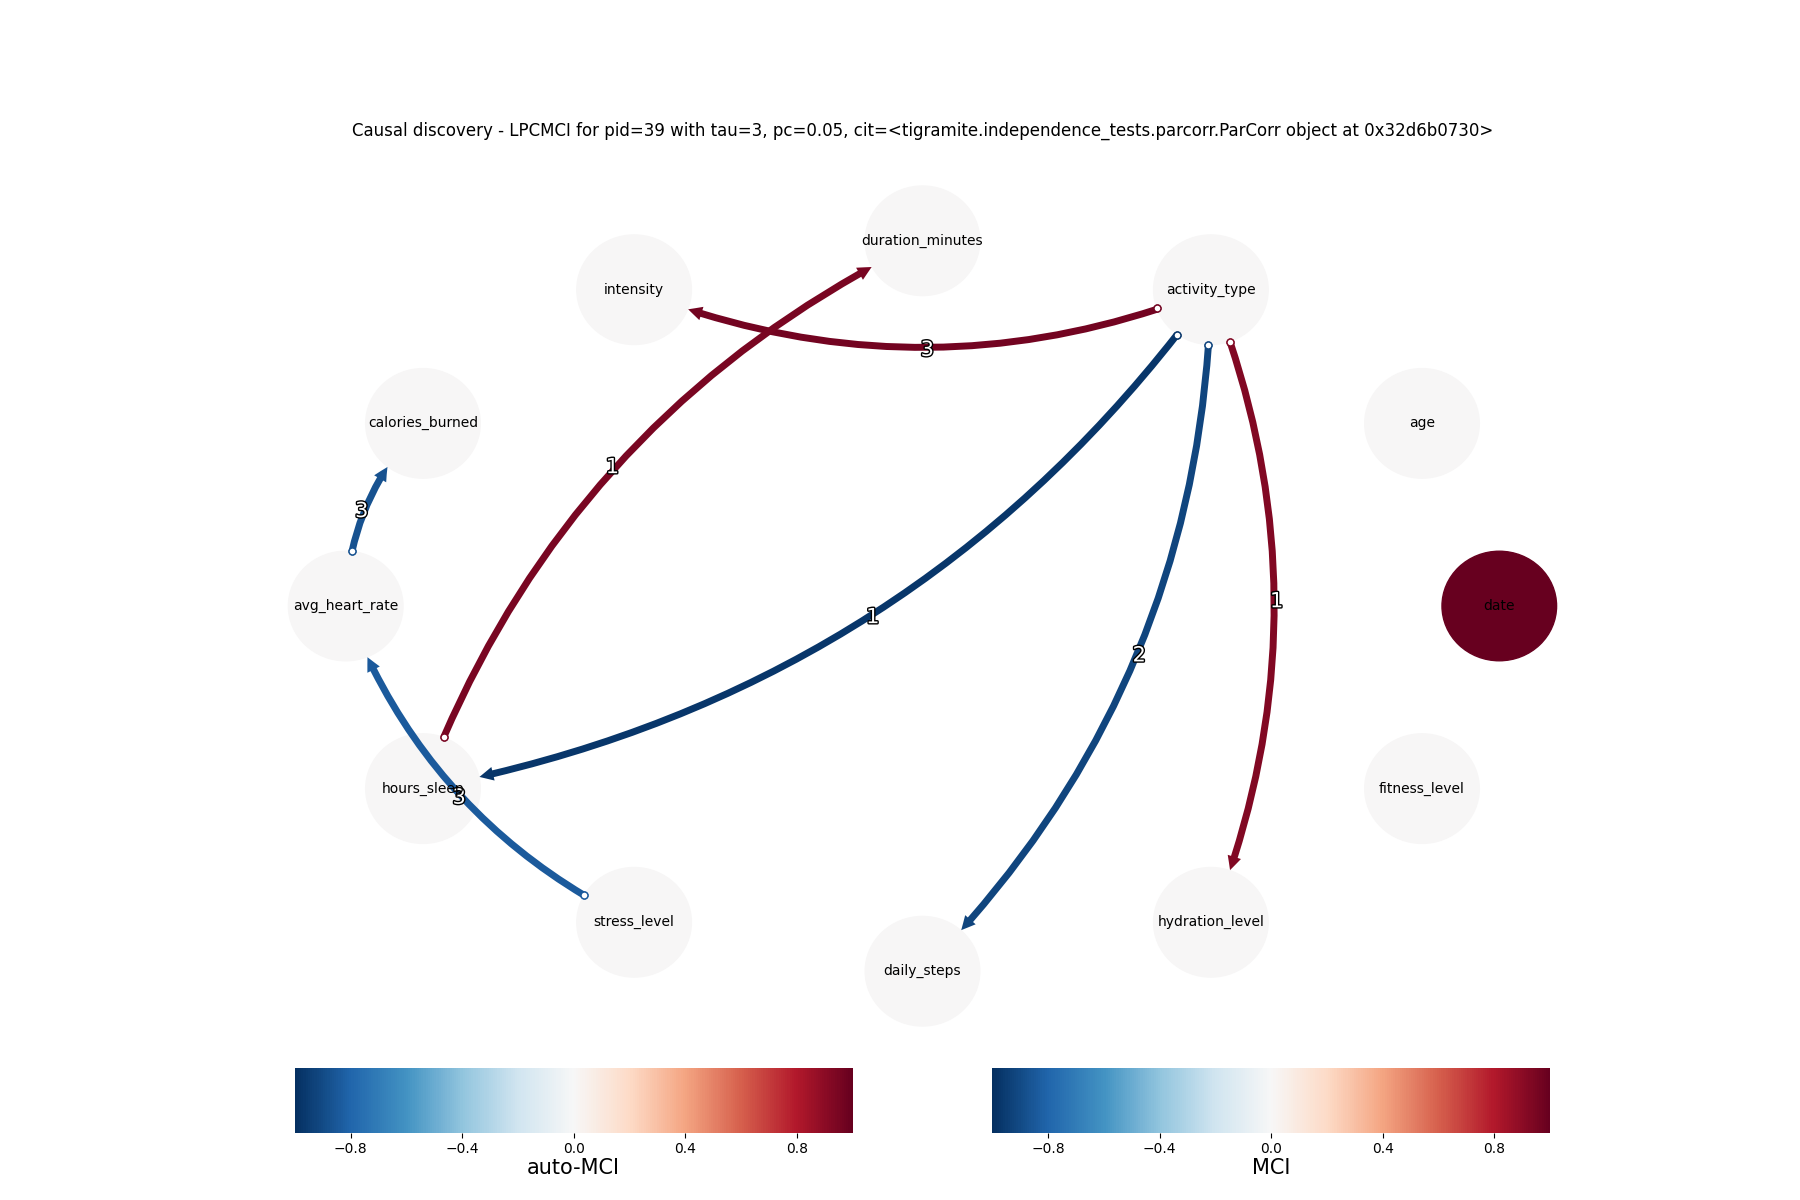 Causal discovery - LPCMCI for pid=39 with tau=3, pc=0.05, cit=<tigramite.independence_tests.parcorr.ParCorr object at 0x32d6b0730>
duration_minutes
intensity
activity_type
3
calories_burned
age
1
3
avg_heart_rate
date
1
1
2
hours_sleep
3
fitness_level
stress_level
hydration_level
daily_steps
−0.8 −0.4 0.0 0.4 0.8
auto-MCI
−0.8 −0.4 0.0 0.4 0.8
MCI